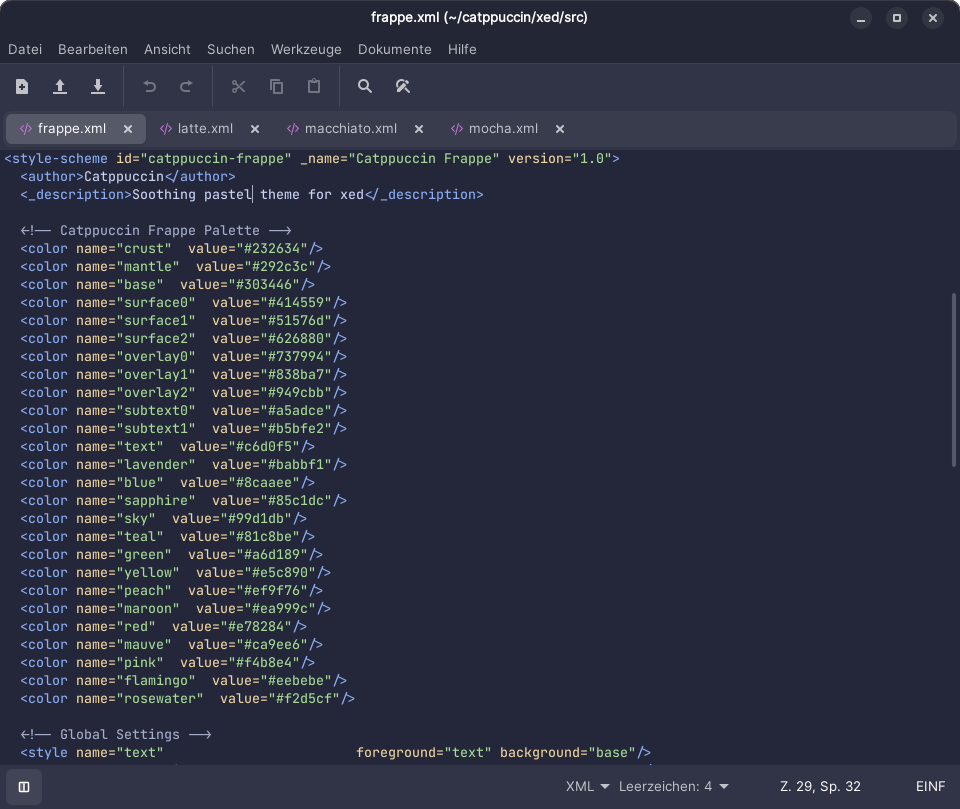 frappe.xml (~/catppuccin/xed/src)
Datei Bearbeiten Ansicht Suchen Werkzeuge Dokumente Hilfe
</> frappe.xml </> latte.xml </> macchiato.xml </> mocha.xml
<style-scheme id="catppuccin-frappe" _name="Catppuccin Frappe" version="1.0">
  <author>Catppuccin</author>
  <_description>Soothing pastel theme for xed</_description>

  <!-- Catppuccin Frappe Palette -->
  <color name="crust"  value="#232634"/>
  <color name="mantle"  value="#292c3c"/>
  <color name="base"  value="#303446"/>
  <color name="surface0"  value="#414559"/>
  <color name="surface1"  value="#51576d"/>
  <color name="surface2"  value="#626880"/>
  <color name="overlay0"  value="#737994"/>
  <color name="overlay1"  value="#838ba7"/>
  <color name="overlay2"  value="#949cbb"/>
  <color name="subtext0"  value="#a5adce"/>
  <color name="subtext1"  value="#b5bfe2"/>
  <color name="text"  value="#c6d0f5"/>
  <color name="lavender"  value="#babbf1"/>
  <color name="blue"  value="#8caaee"/>
  <color name="sapphire"  value="#85c1dc"/>
  <color name="sky"  value="#99d1db"/>
  <color name="teal"  value="#81c8be"/>
  <color name="green"  value="#a6d189"/>
  <color name="yellow"  value="#e5c890"/>
  <color name="peach"  value="#ef9f76"/>
  <color name="maroon"  value="#ea999c"/>
  <color name="red"  value="#e78284"/>
  <color name="mauve"  value="#ca9ee6"/>
  <color name="pink"  value="#f4b8e4"/>
  <color name="flamingo"  value="#eebebe"/>
  <color name="rosewater"  value="#f2d5cf"/>

  <!-- Global Settings -->
  <style name="text"                        foreground="text" background="base"/>
XML Leerzeichen: 4 Z. 29, Sp. 32 EINF